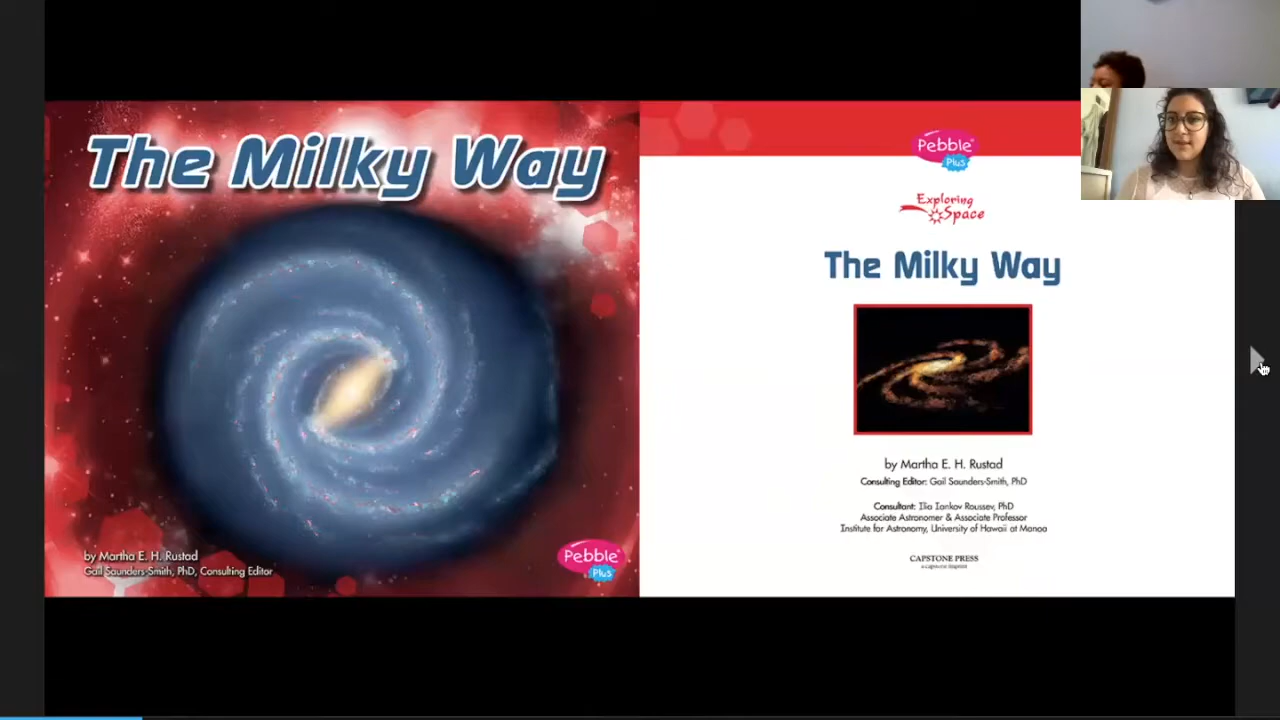 The Milky Way
by Martha E. H. Rustad
Gail Saunders-Smith, PhD, Consulting Editor
Pebble
Plus
Pebble
Plus
Exploring
Space
The Milky Way
by Martha E. H. Rustad
Consulting Editor: Gail Saunders-Smith, PhD
Consultant: Ilia Iankov Roussev, PhD
Associate Astronomer & Associate Professor
Institute for Astronomy, University of Hawaii at Manoa
CAPSTONE PRESS
a capstone imprint